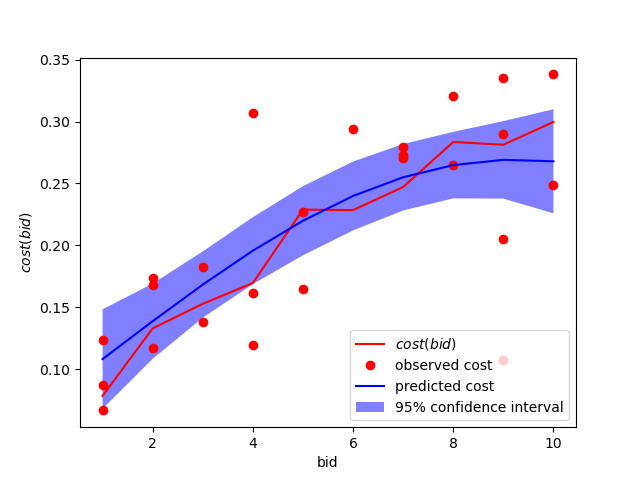 0.35
0.30
0.25
0.20
0.15
0.10
cost(bid)
cost(bid)
observed cost
predicted cost
95% confidence interval
2
4
6
8
10
bid